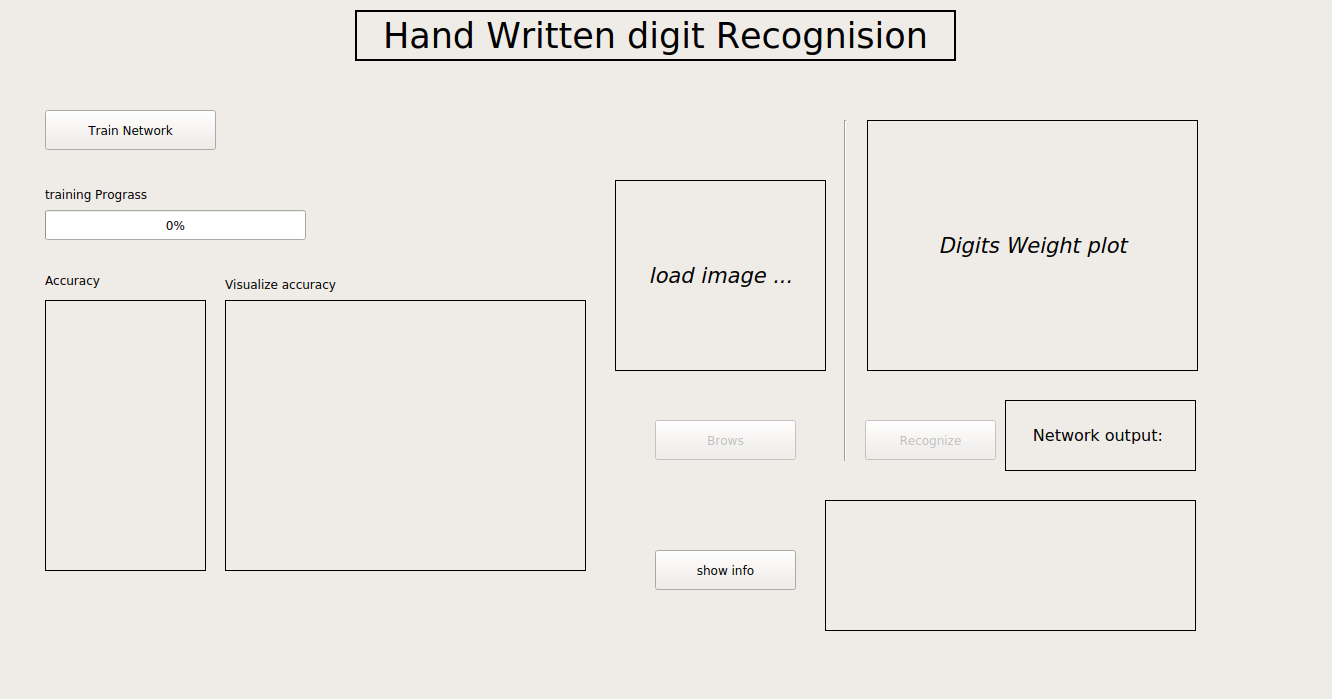 Hand Written digit Recognision
Train Network
training Prograss
0%
Accuracy
Visualize accuracy
load image ...
Digits Weight plot
Brows
Recognize
Network output:
show info